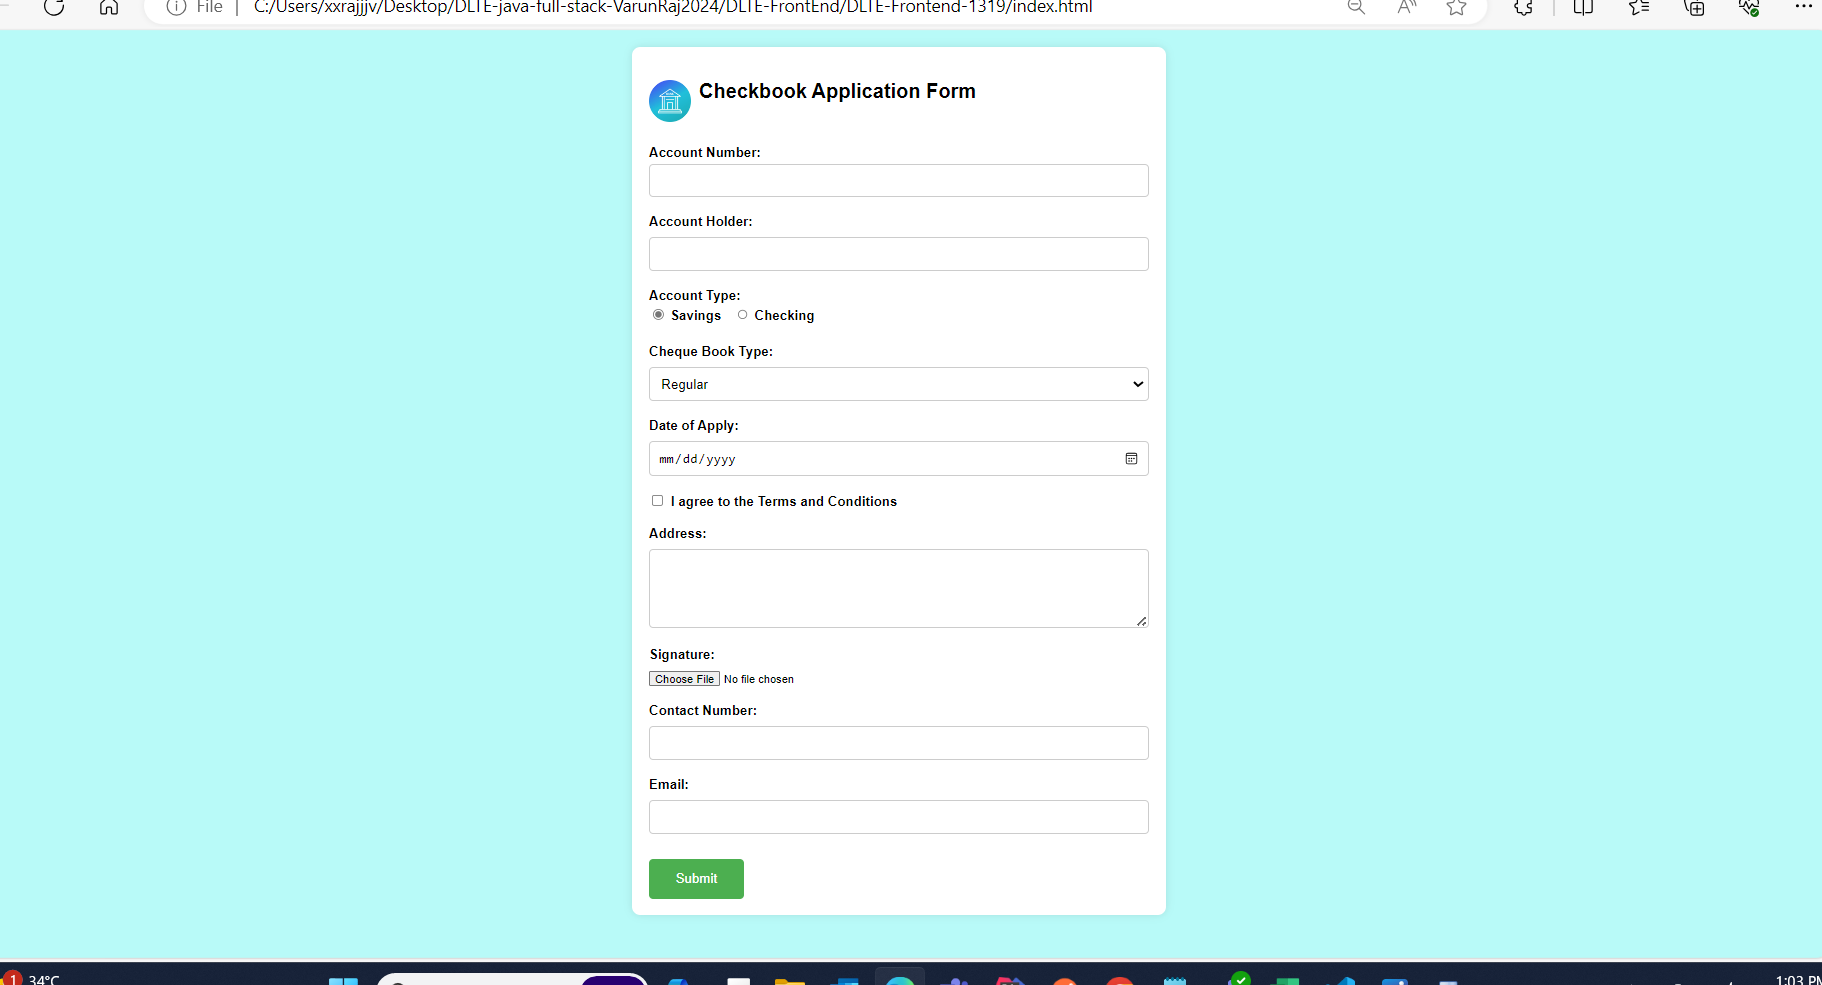 File
C:/Users/xxrajjjv/Desktop/DLTE-java-full-stack-VarunRaj2024/DLTE-FrontEnd/DLTE-Frontend-1319/index.html
Checkbook Application Form
Account Number:
Account Holder:
Account Type:
Savings Checking
Cheque Book Type:
Regular
Date of Apply:
mm/dd/yyyy
I agree to the Terms and Conditions
Address:
Signature:
Choose File No file chosen
Contact Number:
Email:
Submit
1 34°C
1:03 PM